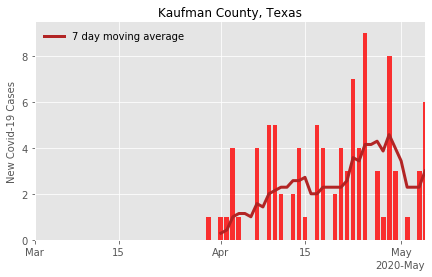 Kaufman County, Texas
7 day moving average
New Covid-19 Cases
8
6
4
2
0
Mar 15 Apr 15 May
2020-May